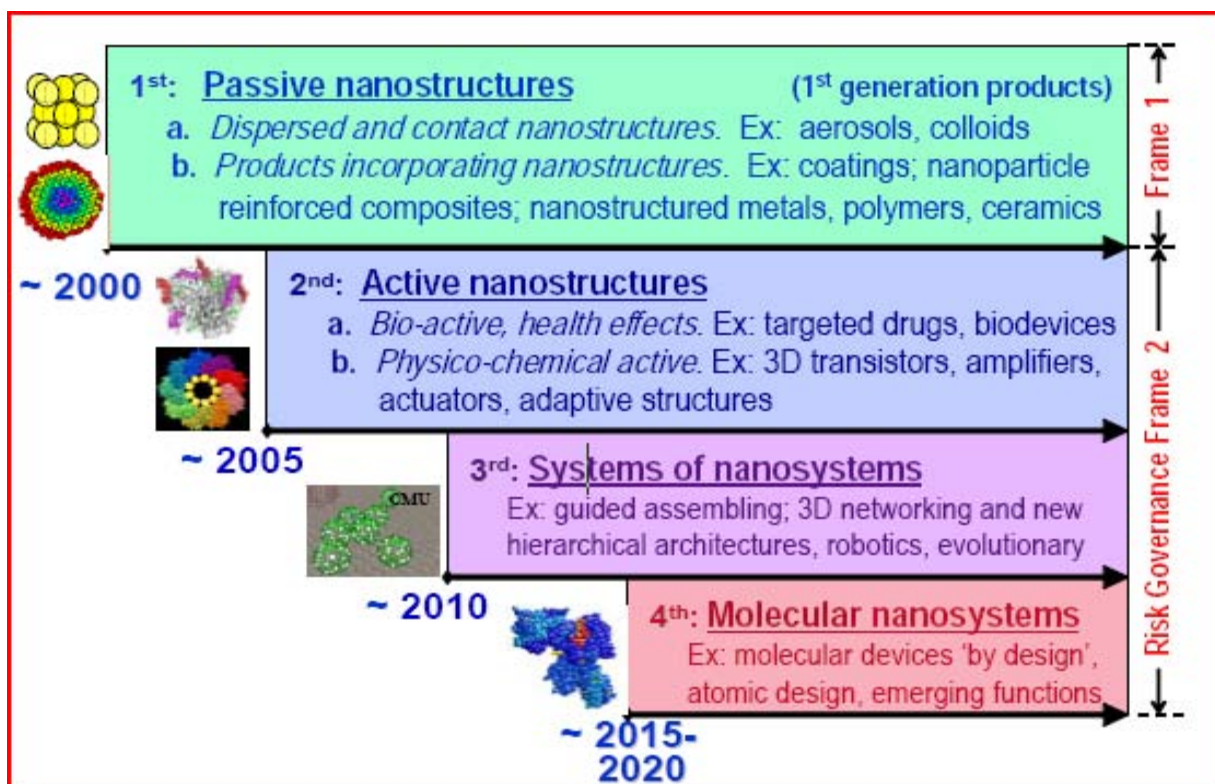 1st: Passive nanostructures (1st generation products)
a. Dispersed and contact nanostructures. Ex: aerosols, colloids
b. Products incorporating nanostructures. Ex: coatings; nanoparticle
reinforced composites; nanostructured metals, polymers, ceramics
Frame 1
~ 2000
2nd: Active nanostructures
a. Bio-active, health effects. Ex: targeted drugs, biodevices
b. Physico-chemical active. Ex: 3D transistors, amplifiers,
actuators, adaptive structures
~ 2005
3rd: Systems of nanosystems
Ex: guided assembling; 3D networking and new
hierarchical architectures, robotics, evolutionary
CMU
~ 2010
4th: Molecular nanosystems
Ex: molecular devices ‘by design’,
atomic design, emerging functions
~ 2015-
2020
Risk Governance Frame 2